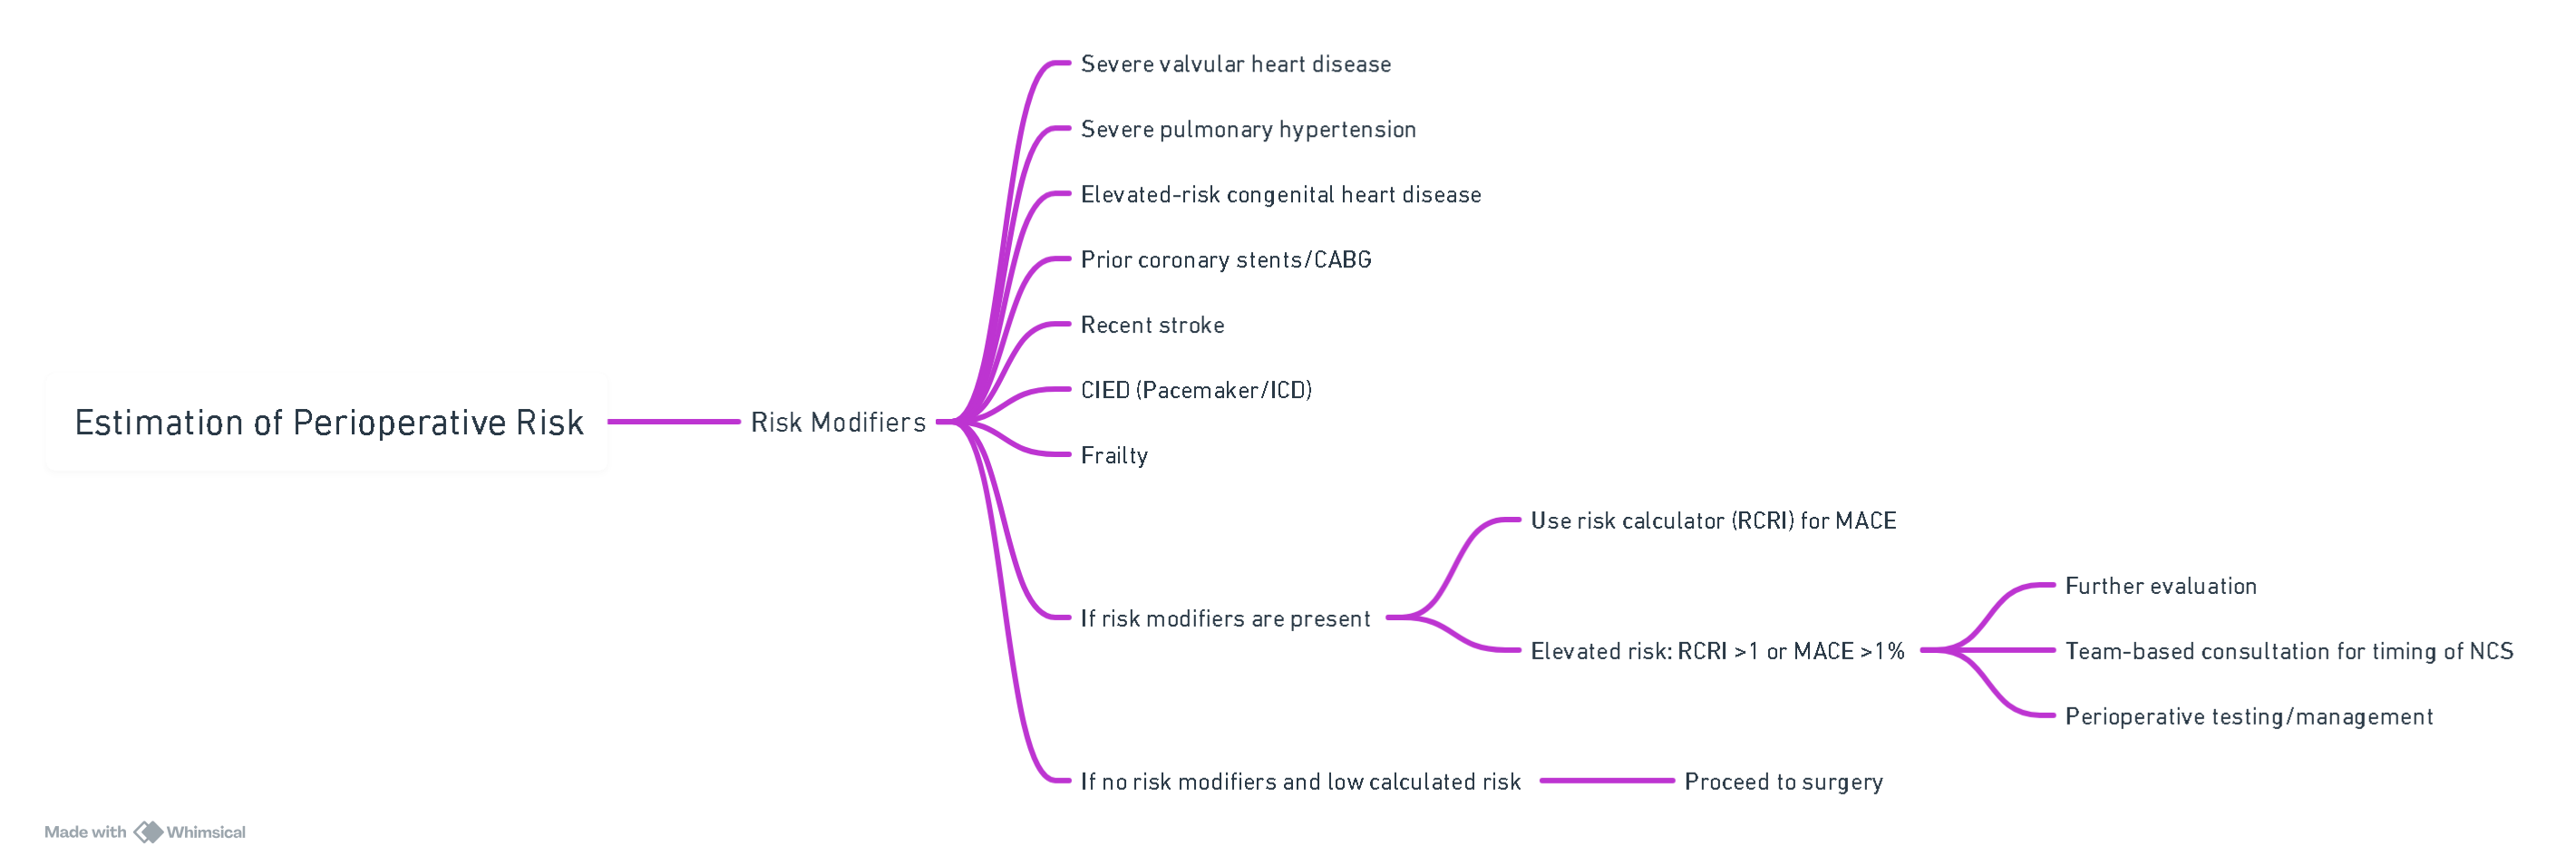 Estimation of Perioperative Risk
Risk Modifiers
Severe valvular heart disease
Severe pulmonary hypertension
Elevated-risk congenital heart disease
Prior coronary stents/CABG
Recent stroke
CIED (Pacemaker/ICD)
Frailty
If risk modifiers are present
Use risk calculator (RCRI) for MACE
Elevated risk: RCRI >1 or MACE >1%
Further evaluation
Team-based consultation for timing of NCS
Perioperative testing/management
If no risk modifiers and low calculated risk
Proceed to surgery
Made with Whimsical